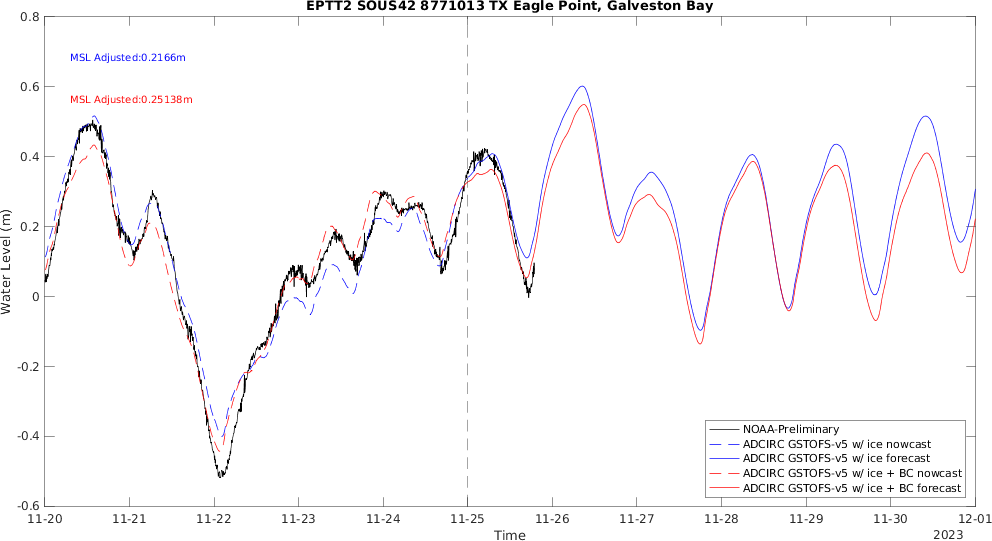 EPTT2 SOUS42 8771013 TX Eagle Point, Galveston Bay
0.8
0.6
0.4
0.2
0
-0.2
-0.4
-0.6
Water Level (m)
MSL Adjusted:0.2166m
MSL Adjusted:0.25138m
NOAA-Preliminary
ADCIRC GSTOFS-v5 w/ ice nowcast
ADCIRC GSTOFS-v5 w/ ice forecast
ADCIRC GSTOFS-v5 w/ ice + BC nowcast
ADCIRC GSTOFS-v5 w/ ice + BC forecast
11-20 11-21 11-22 11-23 11-24 11-25 11-26 11-27 11-28 11-29 11-30 12-01
Time
2023